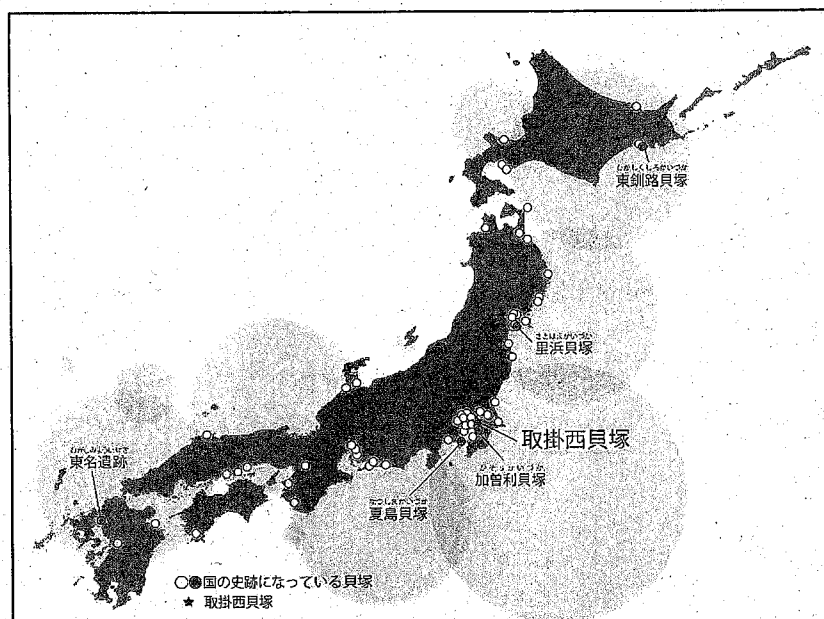 ひがしくしろかいづか
東釧路貝塚
さとはまかいづか
里浜貝塚
取掛西貝塚
かそりかいづか
加曽利貝塚
なつしまかいづか
夏島貝塚
ひがしみょういせき
東名遺跡
○●国の史跡になっている貝塚
★ 取掛西貝塚